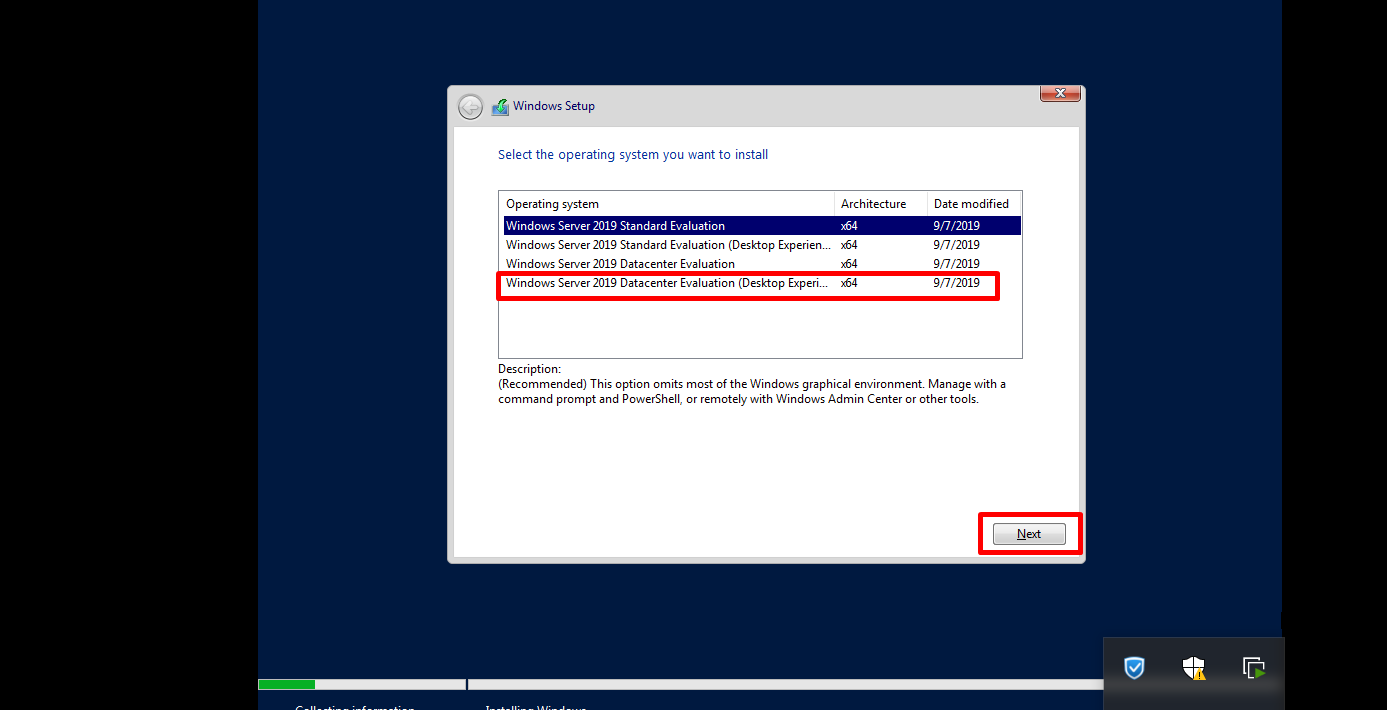 Windows Setup
Select the operating system you want to install
Operating system Architecture Date modified
Windows Server 2019 Standard Evaluation x64 9/7/2019
Windows Server 2019 Standard Evaluation (Desktop Experien... x64 9/7/2019
Windows Server 2019 Datacenter Evaluation x64 9/7/2019
Windows Server 2019 Datacenter Evaluation (Desktop Experi... x64 9/7/2019
Description:
(Recommended) This option omits most of the Windows graphical environment. Manage with a
command prompt and PowerShell, or remotely with Windows Admin Center or other tools.
Next
Collecting information Installing Windows